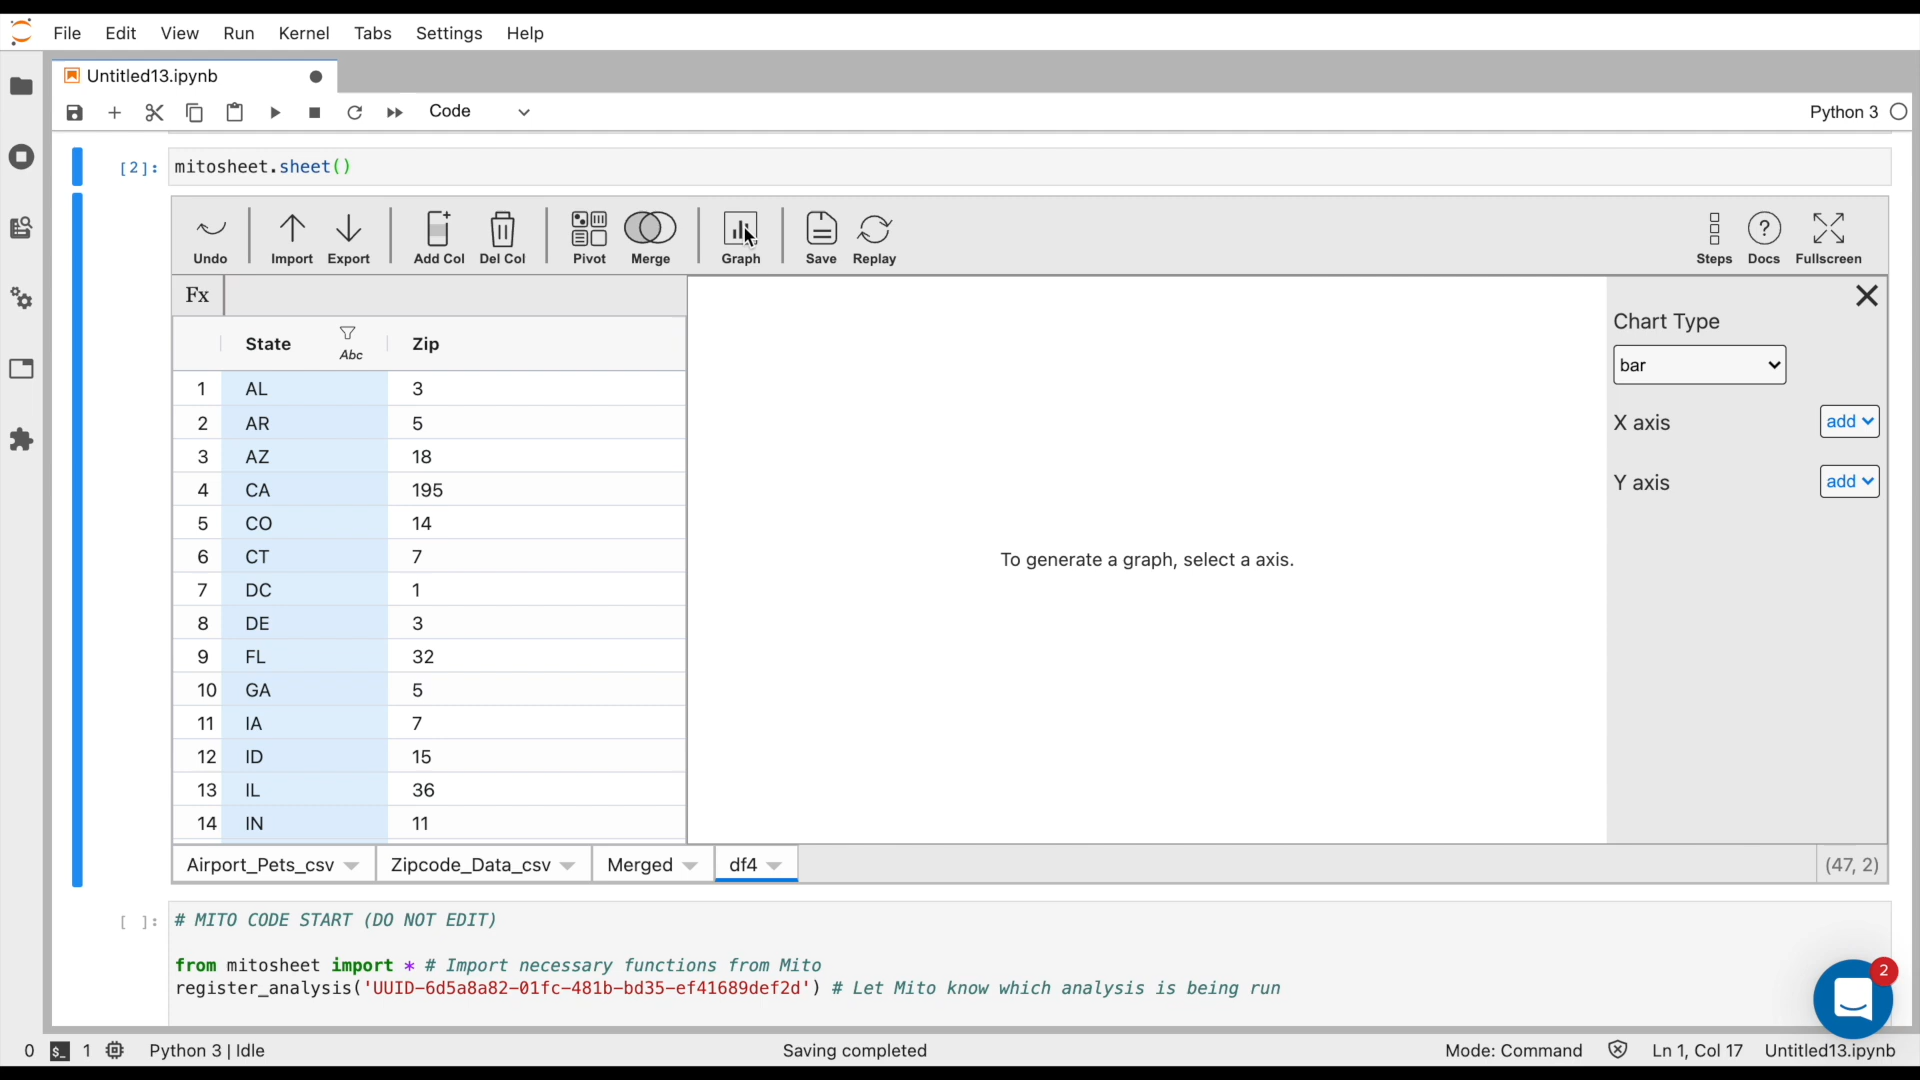 File Edit View Run Kernel Tabs Settings Help
Untitled13.ipynb
Code
Python 3
[2]: mitosheet.sheet()
Undo Import Export Add Col Del Col Pivot Merge Graph Save Replay Steps Docs Fullscreen
Fx
State Abc Zip
1 AL 3
2 AR 5
3 AZ 18
4 CA 195
5 CO 14
6 CT 7
7 DC 1
8 DE 3
9 FL 32
10 GA 5
11 IA 7
12 ID 15
13 IL 36
14 IN 11
To generate a graph, select a axis.
Chart Type
bar
X axis add
Y axis add
Airport_Pets_csv Zipcode_Data_csv Merged df4 (47, 2)
[ ]: # MITO CODE START (DO NOT EDIT)
from mitosheet import * # Import necessary functions from Mito
register_analysis('UUID-6d5a8a82-01fc-481b-bd35-ef41689def2d') # Let Mito know which analysis is being run
2
0 $_ 1 Python 3 | Idle Saving completed Mode: Command Ln 1, Col 17 Untitled13.ipynb